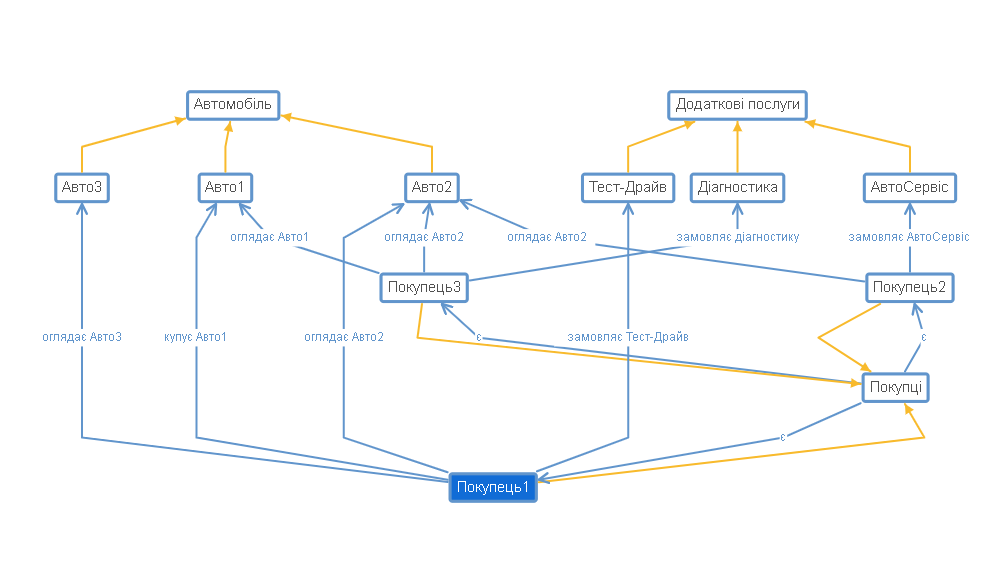 Автомобіль
Додаткові послуги
Авто3
Авто1
Авто2
Тест-Драйв
Діагностика
АвтоСервіс
оглядає Авто1
оглядає Авто2
оглядає Авто2
замовляє діагностику
замовляє АвтоСервіс
Покупець3
Покупець2
оглядає Авто3
купує Авто1
оглядає Авто2
є
замовляє Тест-Драйв
є
Покупці
є
Покупець1